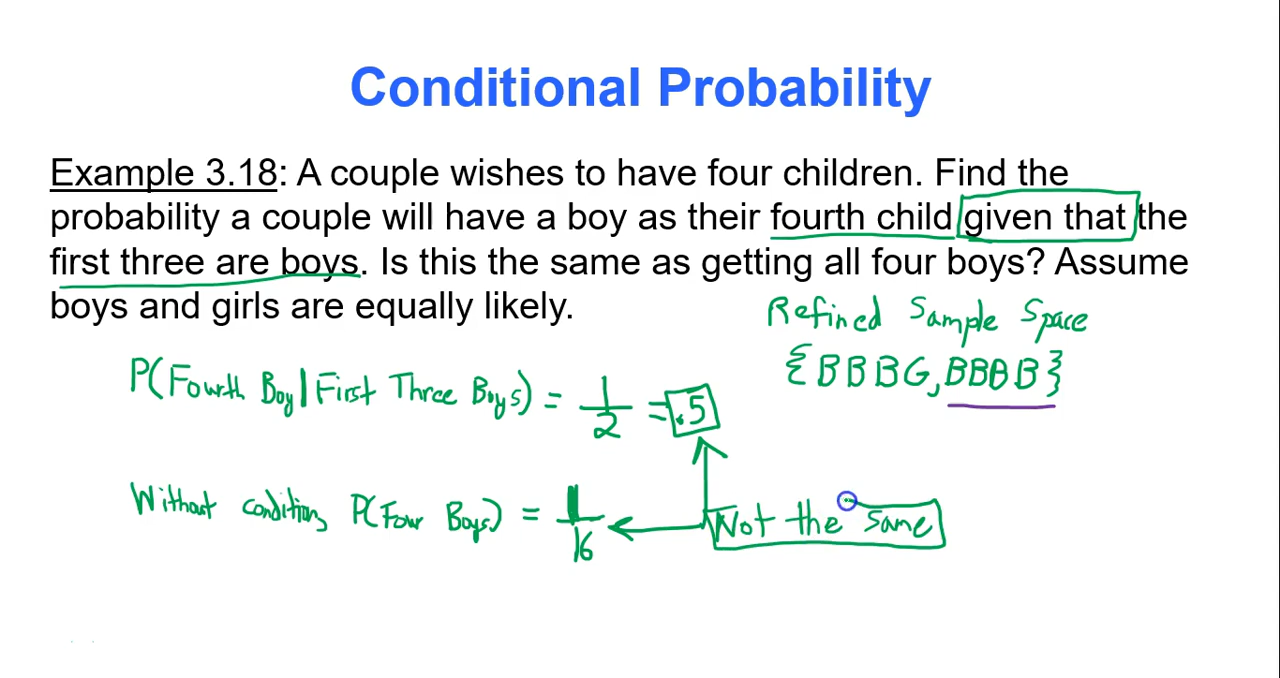 Conditional Probability
Example 3.18: A couple wishes to have four children. Find the
probability a couple will have a boy as their fourth child given that the
first three are boys. Is this the same as getting all four boys? Assume
boys and girls are equally likely.
Refined Sample Space
{BBBG, BBBB}
P(Fourth Boy | First Three Boys) = 1/2 = .5
Without condition, P(Four Boys) = 1/16
Not the same